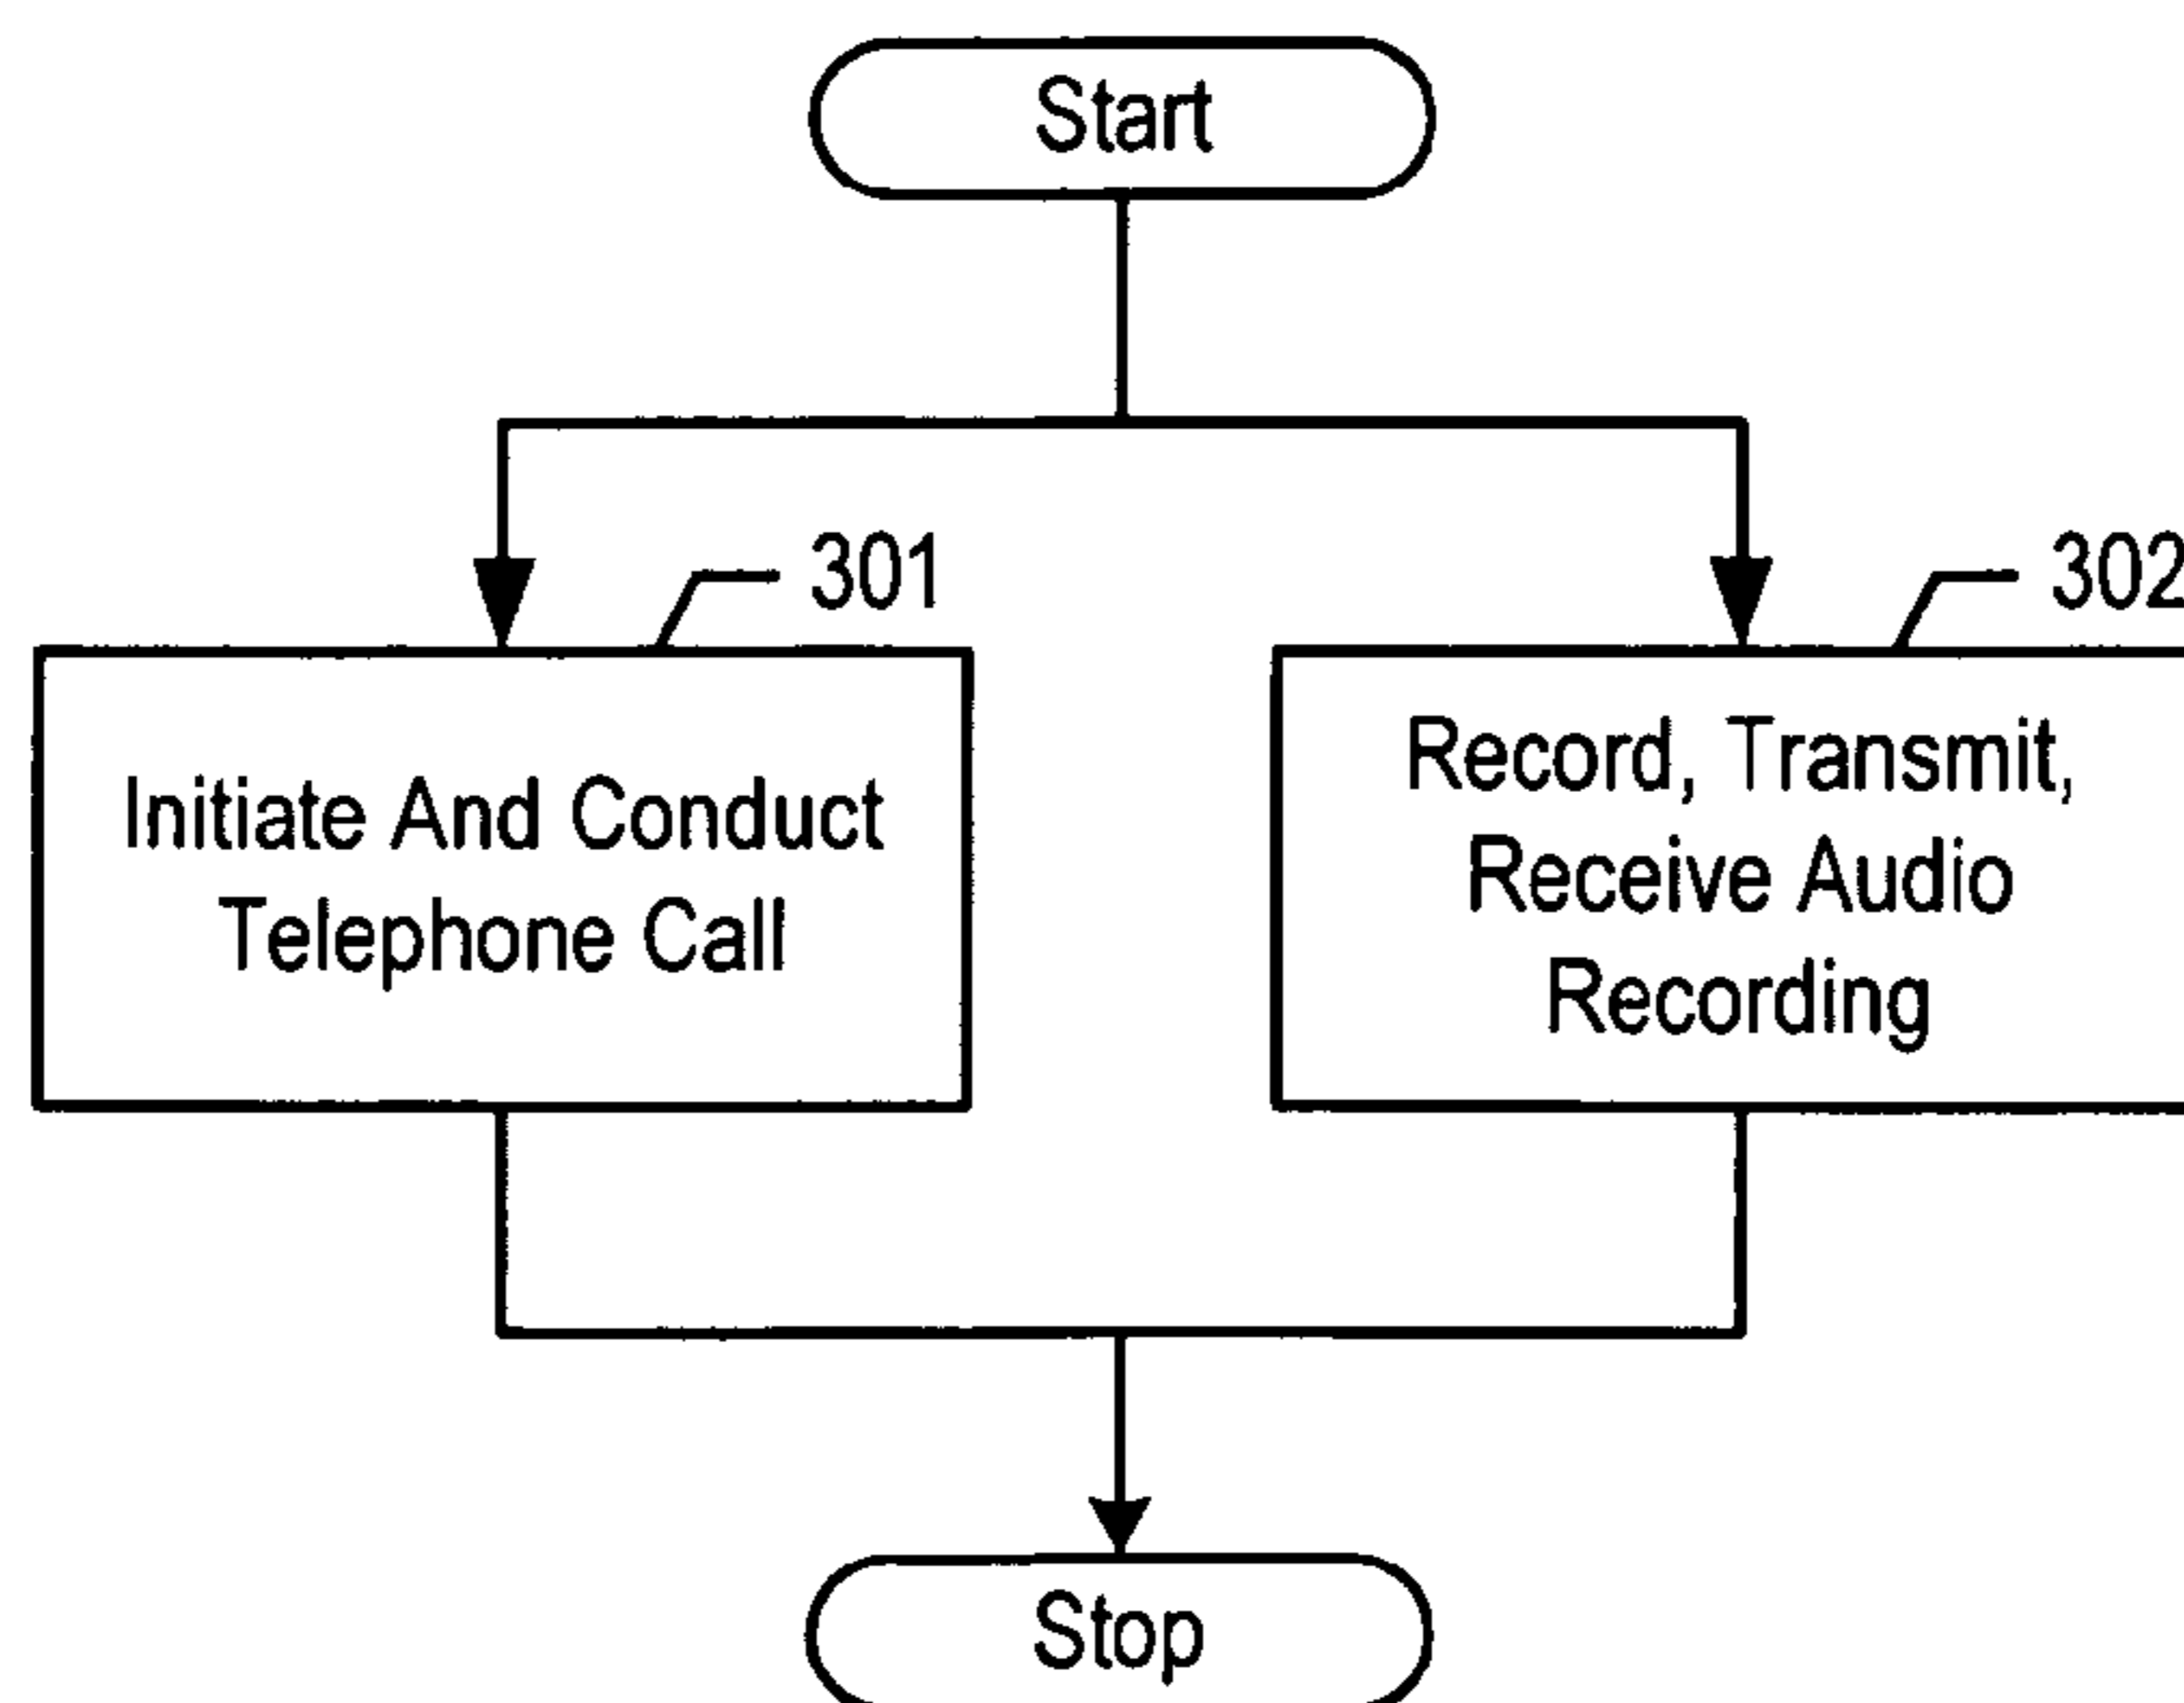 Start
301
302
Initiate And Conduct
Telephone Call
Record, Transmit,
Receive Audio
Recording
Stop